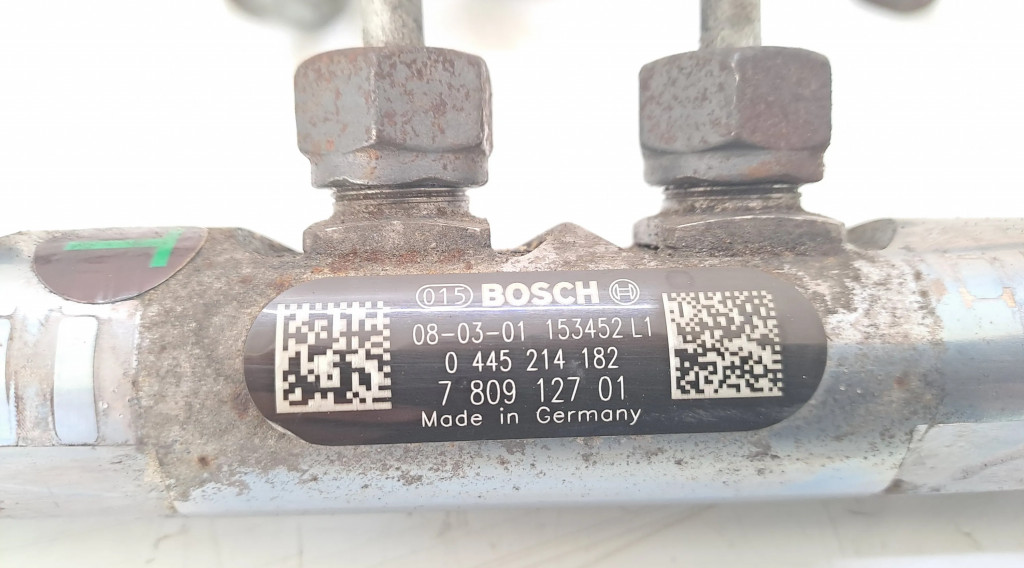 015 BOSCH
08-03-01 153452 L1
0 445 214 182
7 809 127 01
Made in Germany